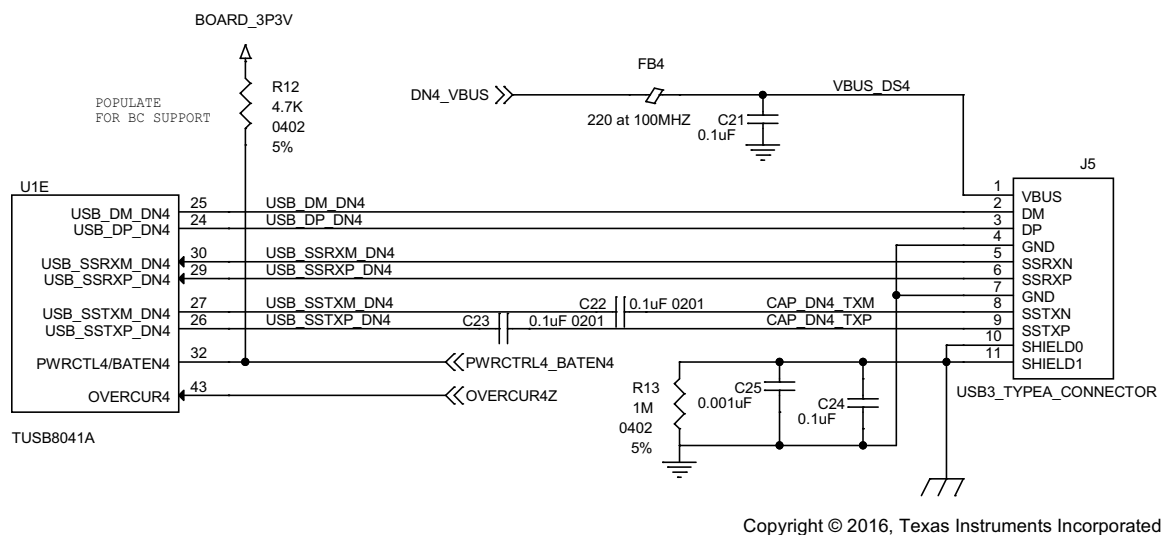 BOARD_3P3V
POPULATE
FOR BC SUPPORT
R12
4.7K
0402
5%
DN4_VBUS
FB4
220 at 100MHZ
VBUS_DS4
C21
0.1uF
U1E
J5
USB_DM_DN4
25
USB_DM_DN4
USB_DP_DN4
24
USB_DP_DN4
USB_SSRXM_DN4
30
USB_SSRXM_DN4
USB_SSRXP_DN4
29
USB_SSRXP_DN4
USB_SSTXM_DN4
27
USB_SSTXM_DN4
C22
0.1uF 0201
CAP_DN4_TXM
USB_SSTXP_DN4
26
USB_SSTXP_DN4
C23
0.1uF 0201
CAP_DN4_TXP
PWRCTL4/BATEN4
32
PWRCTRL4_BATEN4
OVERCUR4
43
OVERCUR4Z
TUSB8041A
1
VBUS
2
DM
3
DP
4
GND
5
SSRXN
6
SSRXP
7
GND
8
SSTXN
9
SSTXP
10
SHIELD0
11
SHIELD1
USB3_TYPEA_CONNECTOR
R13
1M
0402
5%
C25
0.001uF
C24
0.1uF
Copyright © 2016, Texas Instruments Incorporated